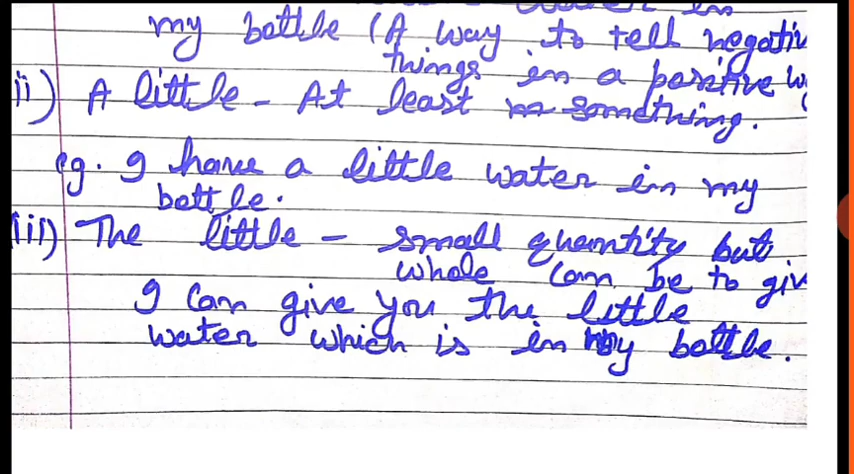 my bottle (A way to tell negativ
things in a positive w
ii) A little - At least something.
eg. I have a little water in my
bottle.
iii) The little - small quantity but
whole can be to giv
I can give you the little
water which is in my bottle.